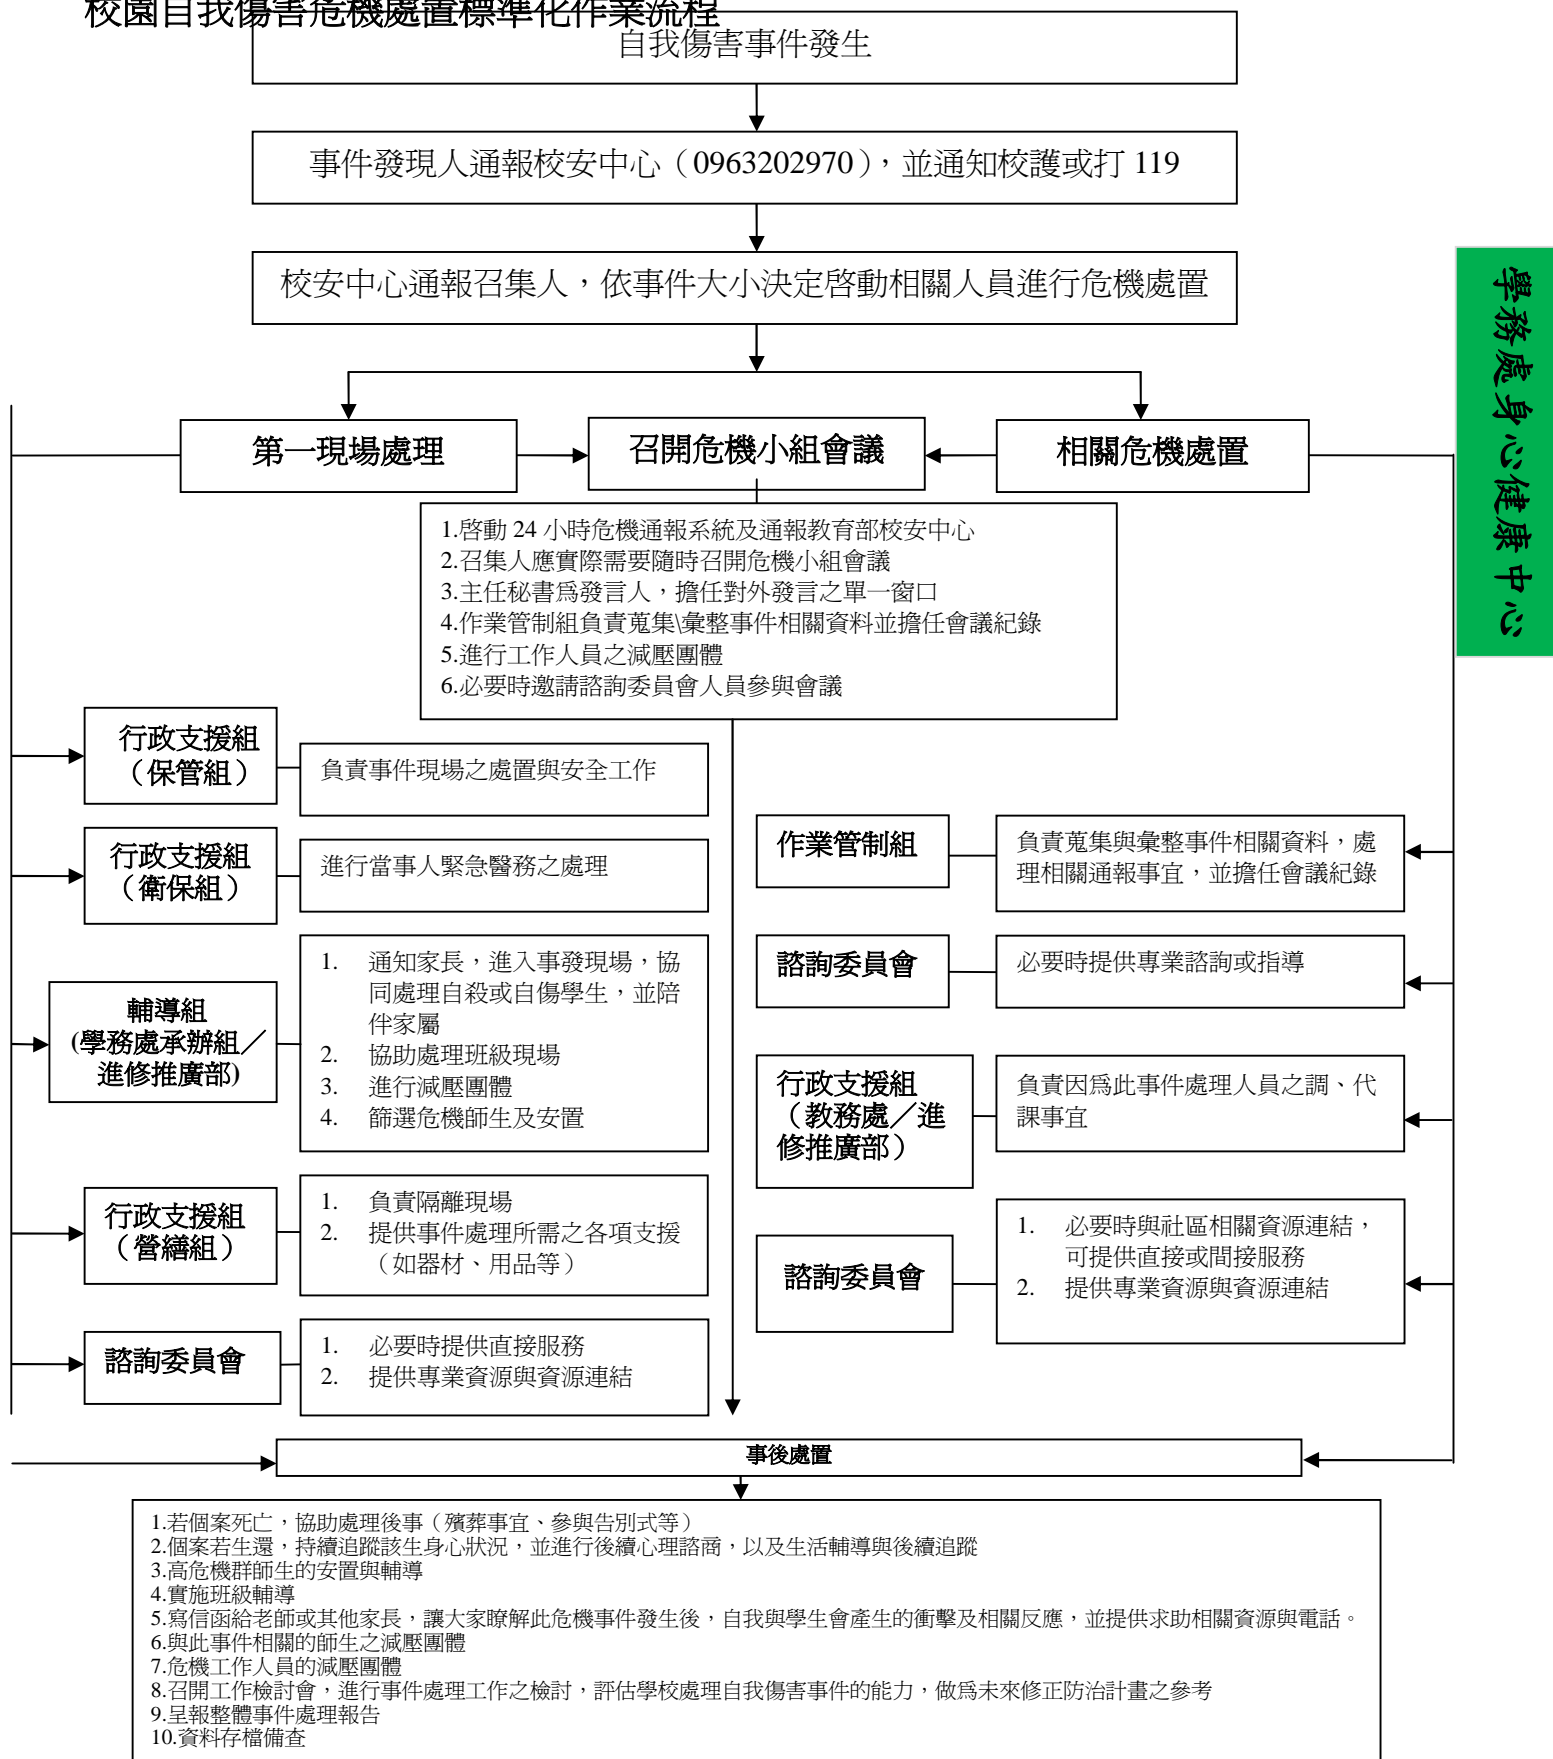 校園自我傷害危機處置標準化作業流程
自我傷害事件發生
事件發現人通報校安中心（0963202970），並通知校護或打 119
校安中心通報召集人，依事件大小決定啓動相關人員進行危機處置
學務處身心健康中心
第一現場處理
召開危機小組會議
相關危機處置
1.啓動 24 小時危機通報系統及通報教育部校安中心
2.召集人應實際需要隨時召開危機小組會議
3.主任秘書爲發言人，擔任對外發言之單一窗口
4.作業管制組負責蒐集\彙整事件相關資料並擔任會議紀錄
5.進行工作人員之減壓團體
6.必要時邀請諮詢委員會人員參與會議
行政支援組
（保管組）
負責事件現場之處置與安全工作
行政支援組
（衛保組）
進行當事人緊急醫務之處理
輔導組
(學務處承辦組／
進修推廣部)
1. 通知家長，進入事發現場，協
同處理自殺或自傷學生，並陪
伴家屬
2. 協助處理班級現場
3. 進行減壓團體
4. 篩選危機師生及安置
行政支援組
（營繕組）
1. 負責隔離現場
2. 提供事件處理所需之各項支援
（如器材、用品等）
諮詢委員會
1. 必要時提供直接服務
2. 提供專業資源與資源連結
作業管制組
負責蒐集與彙整事件相關資料，處
理相關通報事宜，並擔任會議紀錄
諮詢委員會
必要時提供專業諮詢或指導
行政支援組
（教務處／進
修推廣部）
負責因爲此事件處理人員之調、代
課事宜
諮詢委員會
1. 必要時與社區相關資源連結，
可提供直接或間接服務
2. 提供專業資源與資源連結
事後處置
1.若個案死亡，協助處理後事（殯葬事宜、參與告別式等）
2.個案若生還，持續追蹤該生身心狀況，並進行後續心理諮商，以及生活輔導與後續追蹤
3.高危機群師生的安置與輔導
4.實施班級輔導
5.寫信函給老師或其他家長，讓大家瞭解此危機事件發生後，自我與學生會產生的衝擊及相關反應，並提供求助相關資源與電話。
6.與此事件相關的師生之減壓團體
7.危機工作人員的減壓團體
8.召開工作檢討會，進行事件處理工作之檢討，評估學校處理自我傷害事件的能力，做爲未來修正防治計畫之參考
9.呈報整體事件處理報告
10.資料存檔備查